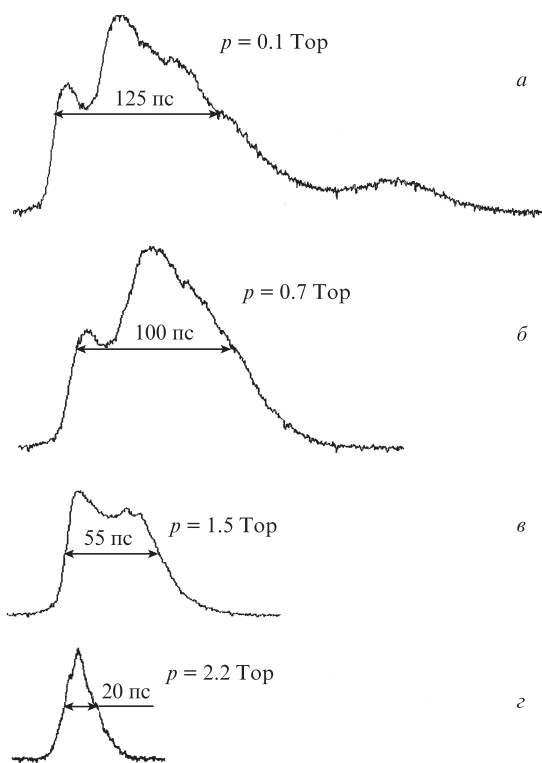 p = 0.1 Тор
а
125 пс
p = 0.7 Тор
б
100 пс
p = 1.5 Тор
в
55 пс
p = 2.2 Тор
г
20 пс